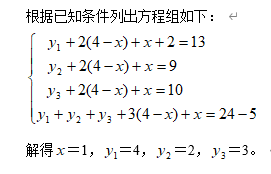 根据已知条件列出方程组如下：
y₁+2(4−x)+x+2=13
y₂+2(4−x)+x=9
y₃+2(4−x)+x=10
y₁+y₂+y₃+3(4−x)+x=24−5
解得 x＝1，y₁=4，y₂＝2，y₃＝3。